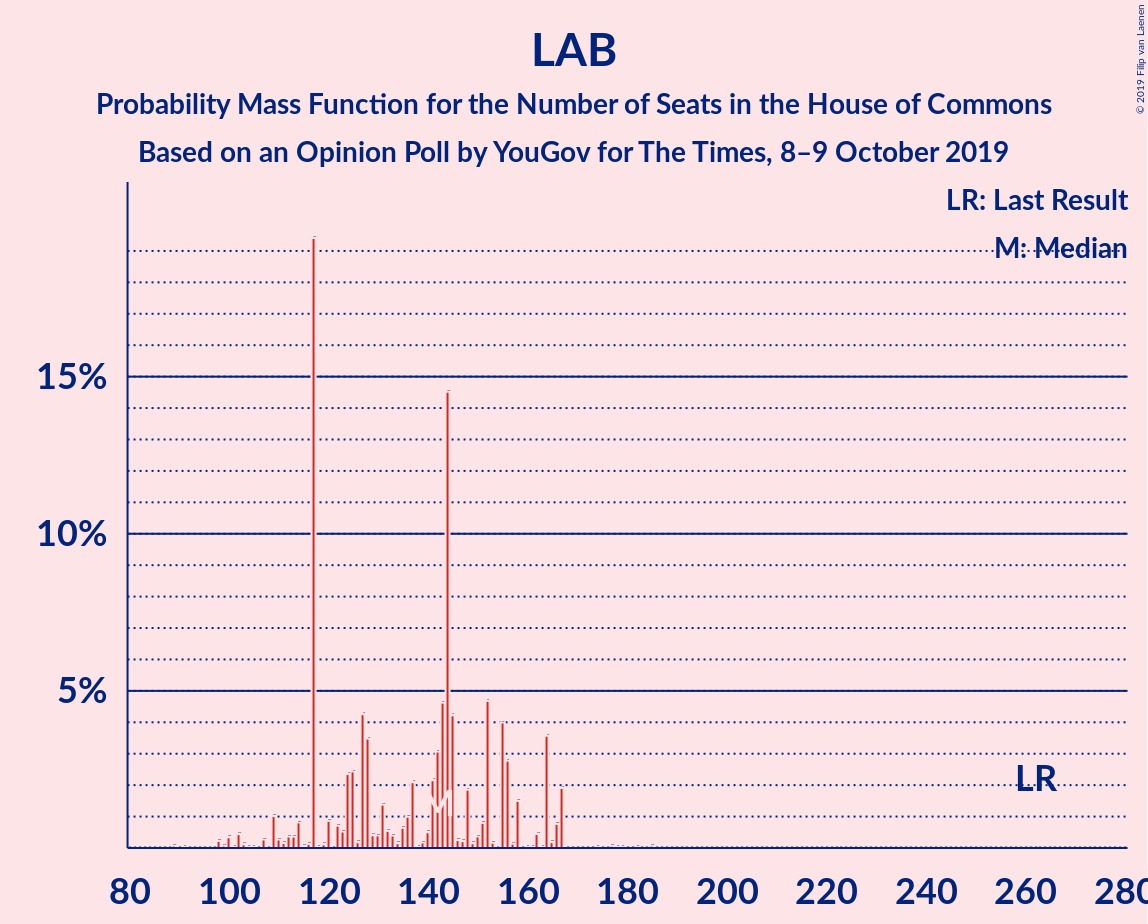 LAB
Probability Mass Function for the Number of Seats in the House of Commons
Based on an Opinion Poll by YouGov for The Times, 8–9 October 2019
© 2019 Filip van Laenen
LR: Last Result
M: Median
15%
10%
5%
M
LR
80 100 120 140 160 180 200 220 240 260 280